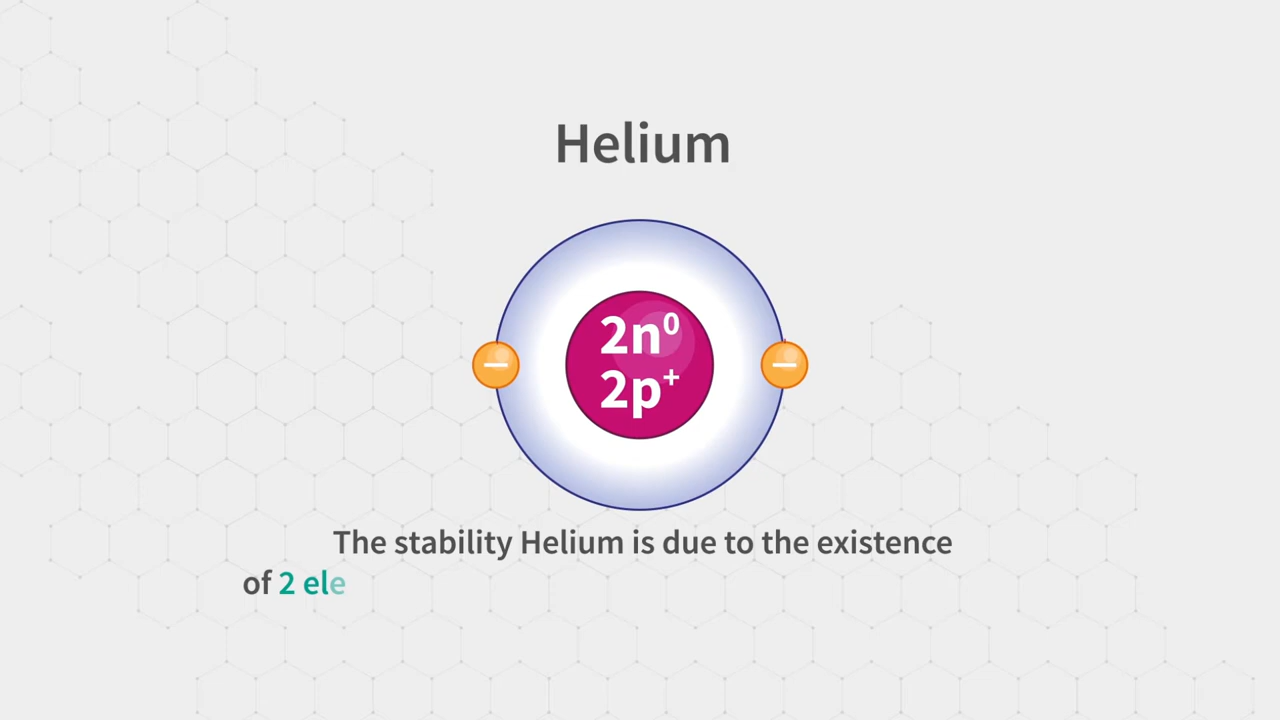 Helium
2n⁰
2p⁺
The stability Helium is due to the existence
of 2 ele